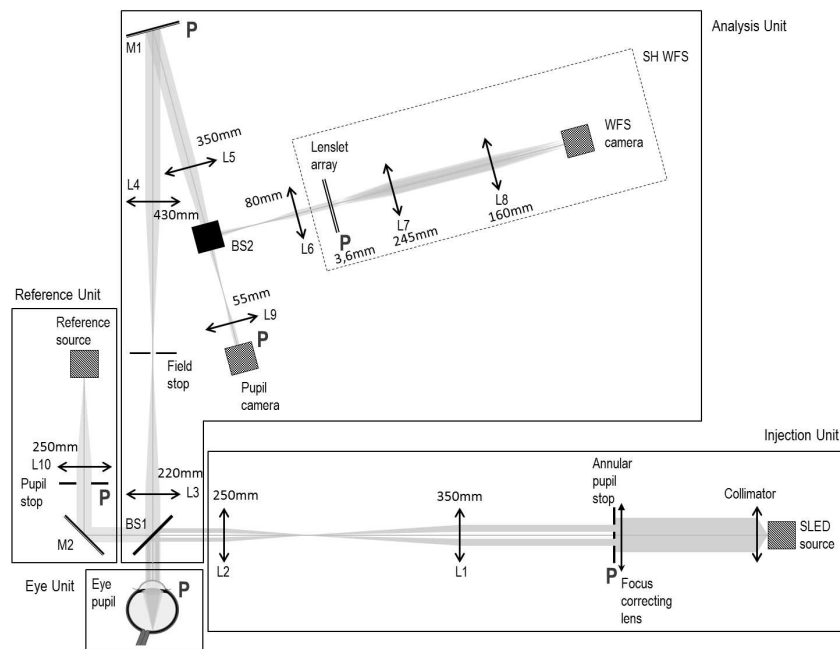 Analysis Unit
M1
P
SH WFS
350mm
L5
Lenslet
array
WFS
camera
L4
430mm
80mm
BS2
L6
P
L7
L8
3,6mm
245mm
160mm
55mm
L9
P
Pupil
camera
Reference Unit
Reference
source
Field
stop
250mm
L10
Pupil
stop
P
M2
220mm
L3
BS1
Injection Unit
250mm
L2
350mm
L1
Annular
pupil
stop
P
Focus
correcting
lens
Collimator
SLED
source
Eye Unit
Eye
pupil
P